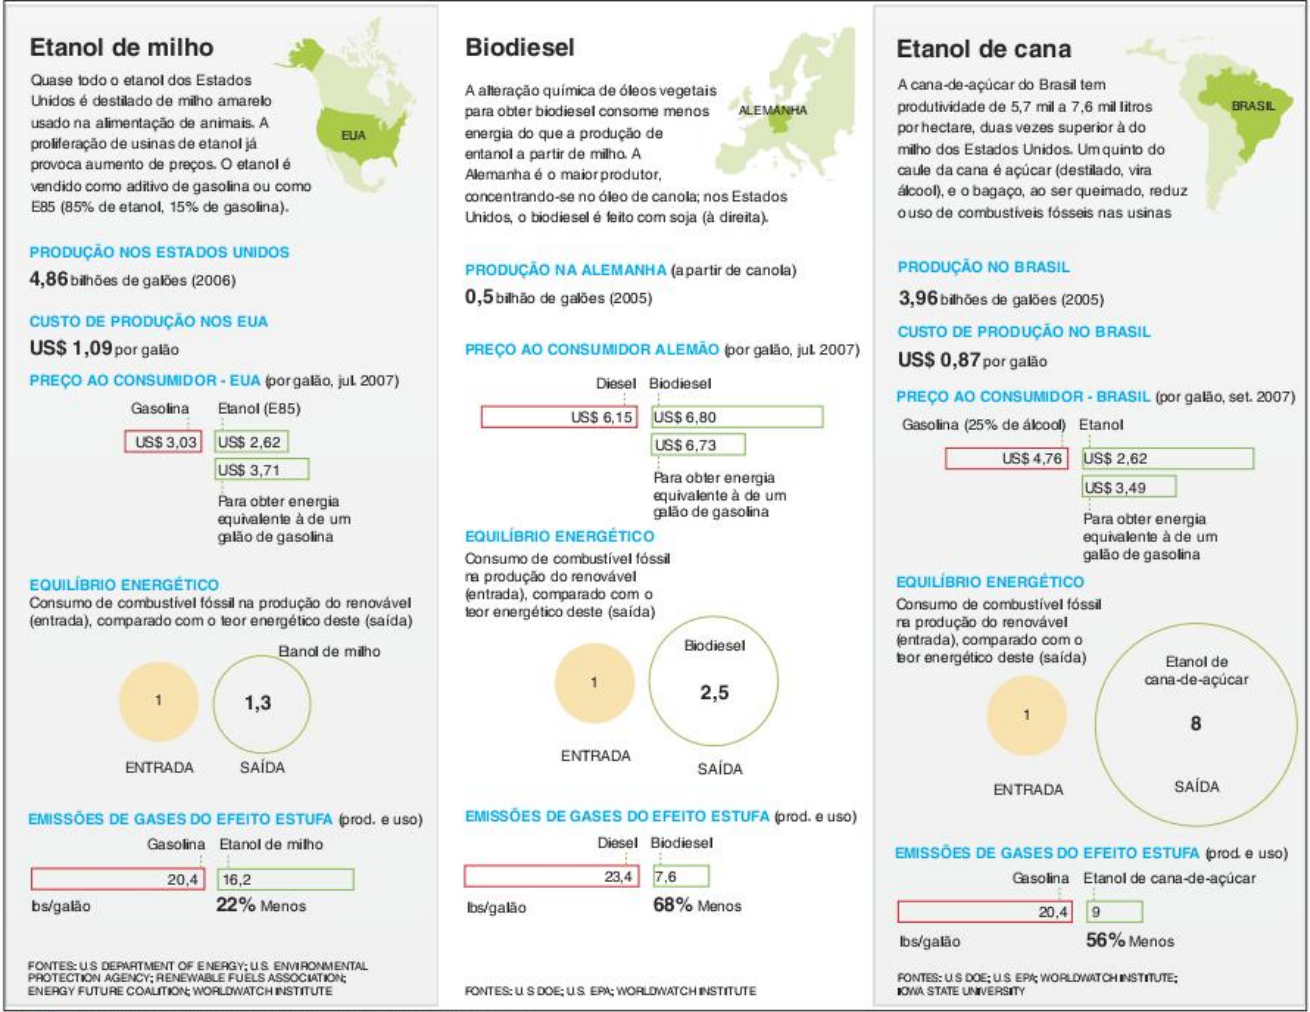 Etanol de milho
Quase todo o etanol dos Estados
Unidos é destilado de milho amarelo
usado na alimentação de animais. A
proliferação de usinas de etanol já
provoca aumento de preços. O etanol é
vendido como aditivo de gasolina ou como
E85 (85% de etanol, 15% de gasolina).
EUA
PRODUÇÃO NOS ESTADOS UNIDOS
4,86 bilhões de galões (2006)
CUSTO DE PRODUÇÃO NOS EUA
US$ 1,09 por galão
PREÇO AO CONSUMIDOR - EUA (por galão, jul. 2007)
Gasolina Etanol (E85)
US$ 3,03 US$ 2,62
US$ 3,71
Para obter energia
equivalente à de um
galão de gasolina
EQUILÍBRIO ENERGÉTICO
Consumo de combustível fóssil na produção do renovável
(entrada), comparado com o teor energético deste (saída)
Etanol de milho
1 1,3
ENTRADA SAÍDA
EMISSÕES DE GASES DO EFEITO ESTUFA (prod. e uso)
Gasolina Etanol de milho
20,4 16,2
lbs/galão 22% Menos
FONTES: U.S DEPARTMENT OF ENERGY; U.S. ENVIRONMENTAL
PROTECTION AGENCY; RENEWABLE FUELS ASSOCIATION;
ENERGY FUTURE COALITION; WORLDWATCH INSTITUTE
Biodiesel
A alteração química de óleos vegetais
para obter biodiesel consome menos
energia do que a produção de
entanol a partir de milho. A
Alemanha é o maior produtor,
concentrando-se no óleo de canola; nos Estados
Unidos, o biodiesel é feito com soja (à direita).
ALEMANHA
PRODUÇÃO NA ALEMANHA (a partir de canola)
0,5 bilhão de galões (2005)
PREÇO AO CONSUMIDOR ALEMÃO (por galão, jul. 2007)
Diesel Biodiesel
US$ 6,15 US$ 6,80
US$ 6,73
Para obter energia
equivalente à de um
galão de gasolina
EQUILÍBRIO ENERGÉTICO
Consumo de combustível fóssil
na produção do renovável
(entrada), comparado com o
teor energético deste (saída)
Biodiesel
1 2,5
ENTRADA SAÍDA
EMISSÕES DE GASES DO EFEITO ESTUFA (prod. e uso)
Diesel Biodiesel
23,4 7,6
lbs/galão 68% Menos
FONTES: U.S DOE; U.S. EPA; WORLDWATCH INSTITUTE
Etanol de cana
A cana-de-açúcar do Brasil tem
produtividade de 5,7 mil a 7,6 mil litros
por hectare, duas vezes superior à do
milho dos Estados Unidos. Um quinto do
caule da cana é açúcar (destilado, vira
álcool), e o bagaço, ao ser queimado, reduz
o uso de combustíveis fósseis nas usinas
BRASIL
PRODUÇÃO NO BRASIL
3,96 bilhões de galões (2005)
CUSTO DE PRODUÇÃO NO BRASIL
US$ 0,87 por galão
PREÇO AO CONSUMIDOR - BRASIL (por galão, set. 2007)
Gasolina (25% de álcool) Etanol
US$ 4,76 US$ 2,62
US$ 3,49
Para obter energia
equivalente à de um
galão de gasolina
EQUILÍBRIO ENERGÉTICO
Consumo de combustível fóssil
na produção do renovável
(entrada), comparado com o
teor energético deste (saída)
Etanol de
cana-de-açúcar
1 8
ENTRADA SAÍDA
EMISSÕES DE GASES DO EFEITO ESTUFA (prod. e uso)
Gasolina Etanol de cana-de-açúcar
20,4 9
lbs/galão 56% Menos
FONTES: U.S DOE; U.S. EPA; WORLDWATCH INSTITUTE;
IOWA STATE UNIVERSITY